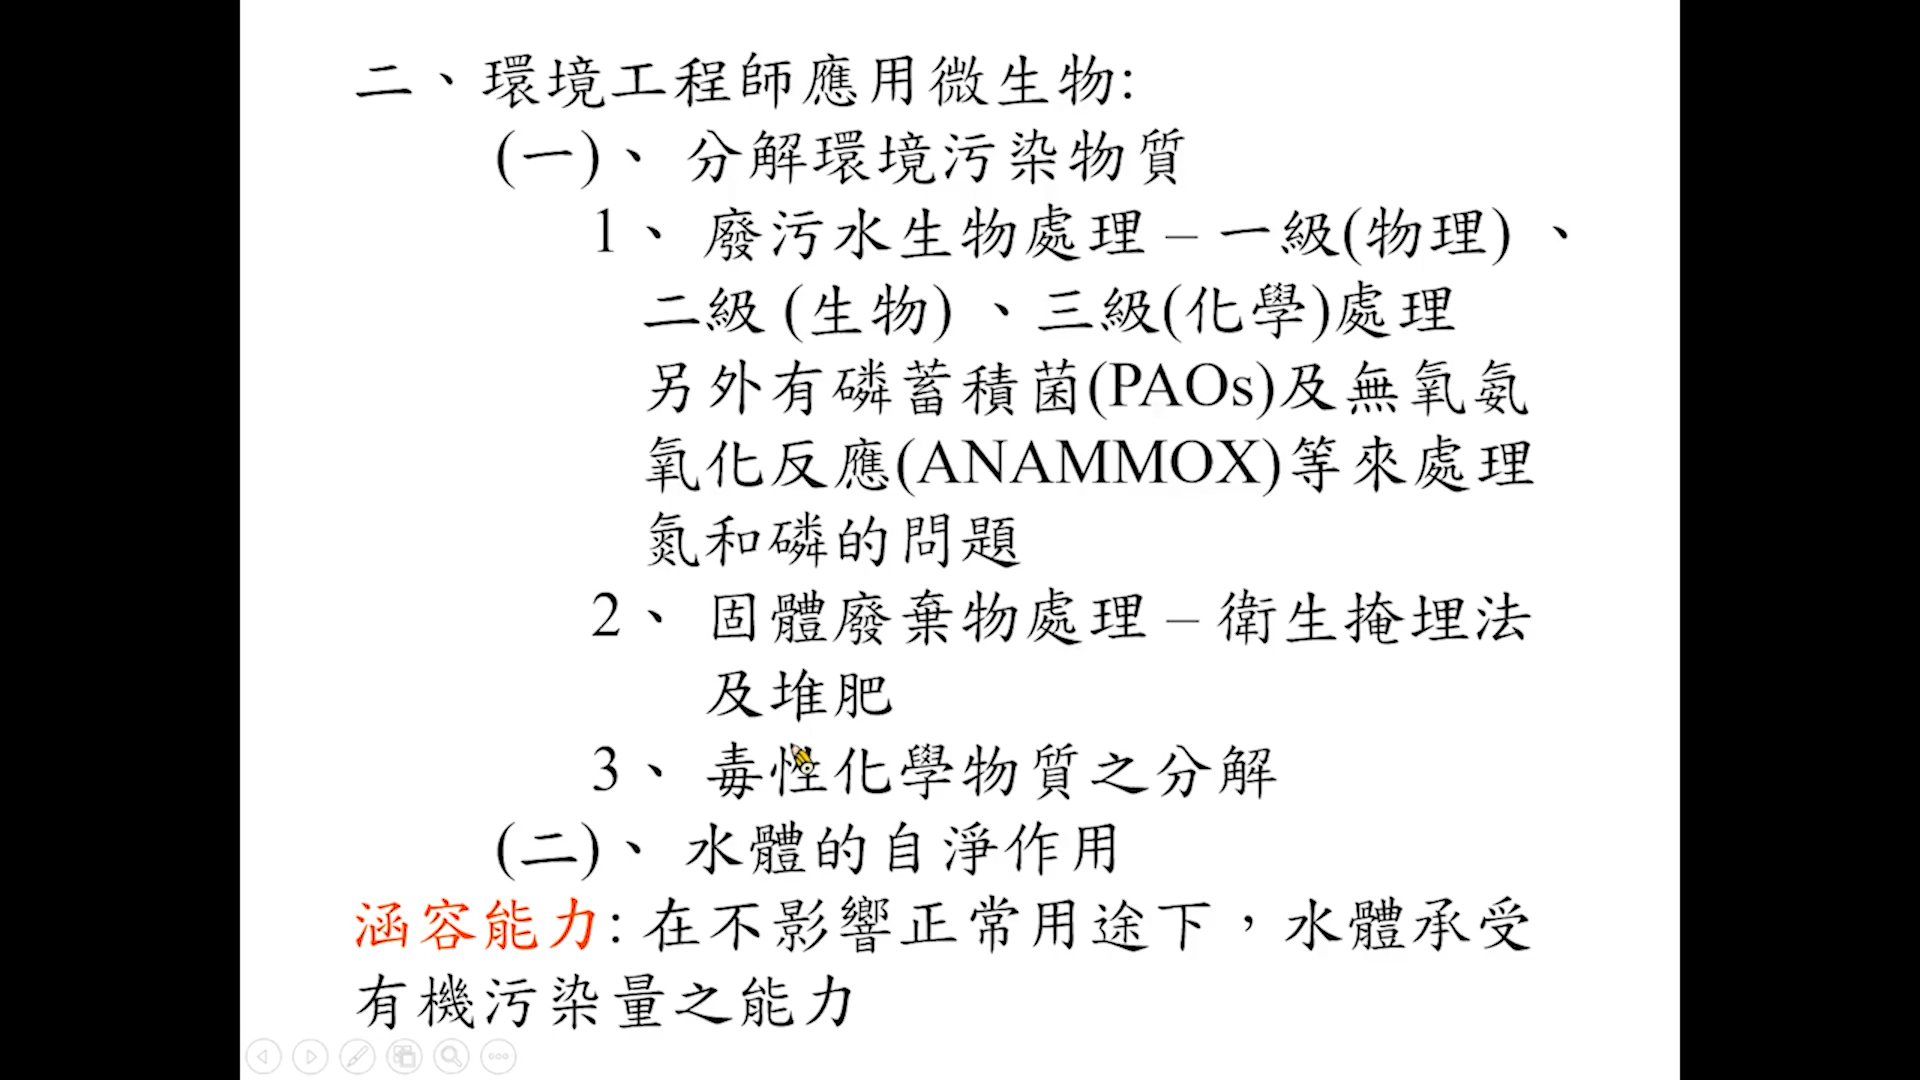 二、環境工程師應用微生物:
(一)、 分解環境污染物質
1、 廢污水生物處理 – 一級(物理) 、
二級 (生物) 、三級(化學)處理
另外有磷蓄積菌(PAOs)及無氧氨
氧化反應(ANAMMOX)等來處理
氮和磷的問題
2、 固體廢棄物處理 – 衛生掩埋法
及堆肥
3、 毒性化學物質之分解
(二)、 水體的自淨作用
涵容能力: 在不影響正常用途下，水體承受
有機污染量之能力